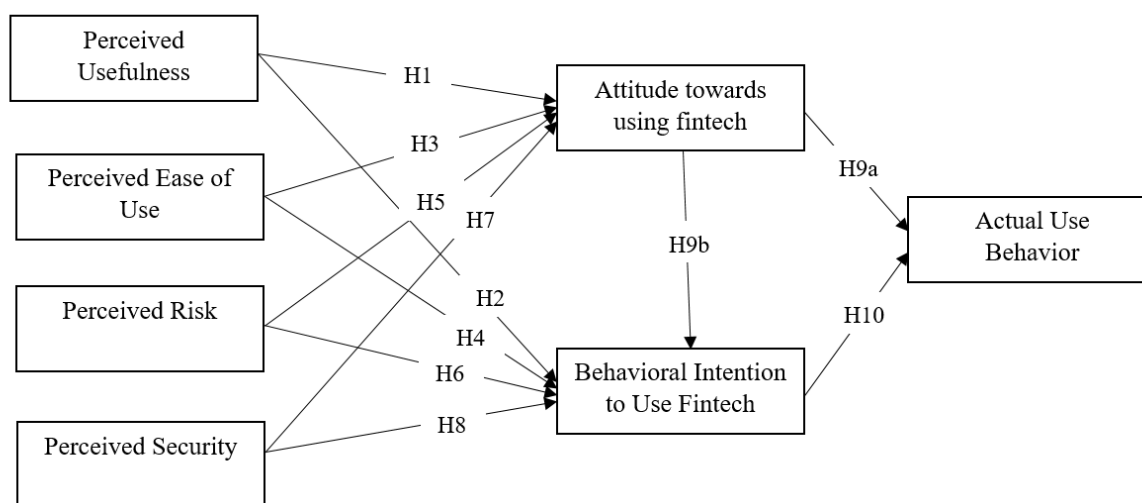 Perceived
Usefulness
Perceived Ease of
Use
Perceived Risk
Perceived Security
H1
H3
H5
H7
H2
H4
H6
H8
Attitude towards
using fintech
H9b
Behavioral Intention
to Use Fintech
H9a
H10
Actual Use
Behavior